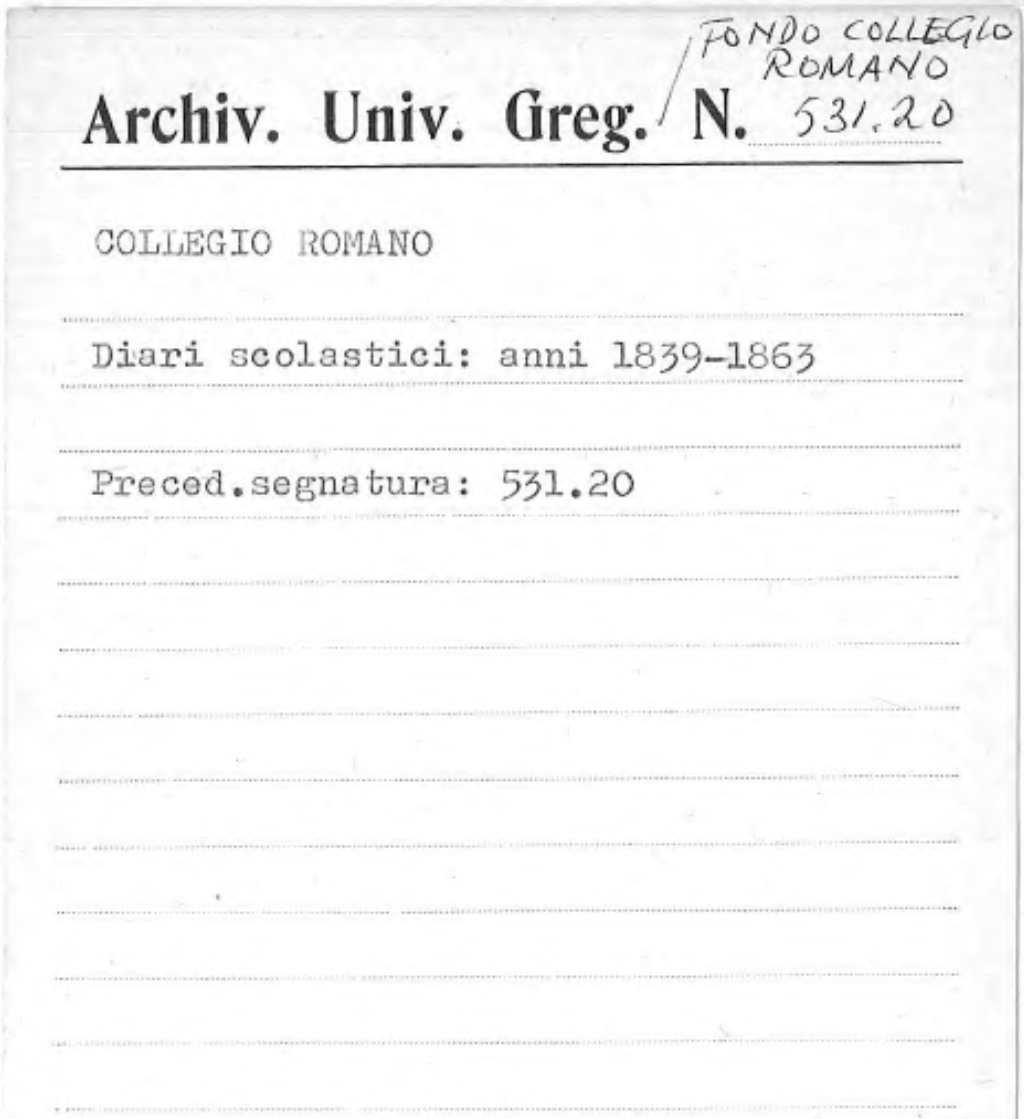 / FONDO COLLEGIO
ROMANO
Archiv. Univ. Greg. N. 531.20
COLLEGIO ROMANO
Diari scolastici: anni 1839-1863
Preced.segnatura: 531.20